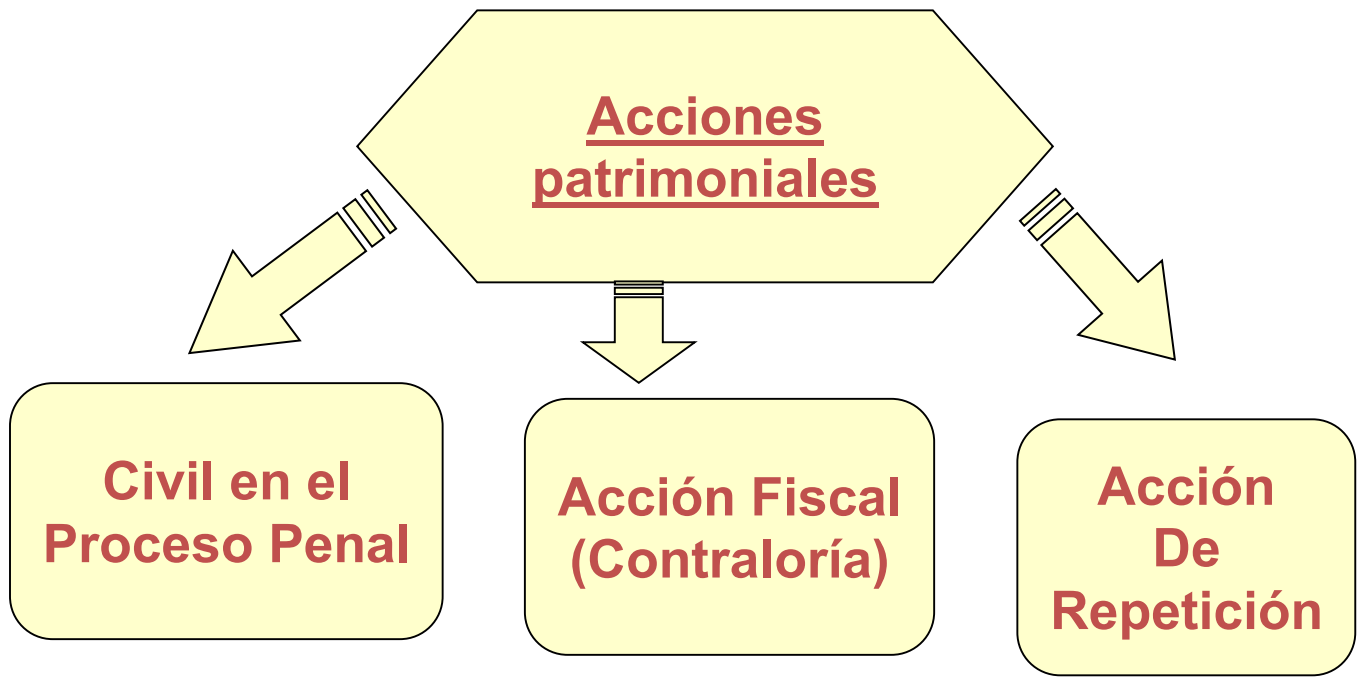 Acciones
patrimoniales
Civil en el
Proceso Penal
Acción Fiscal
(Contraloría)
Acción
De
Repetición